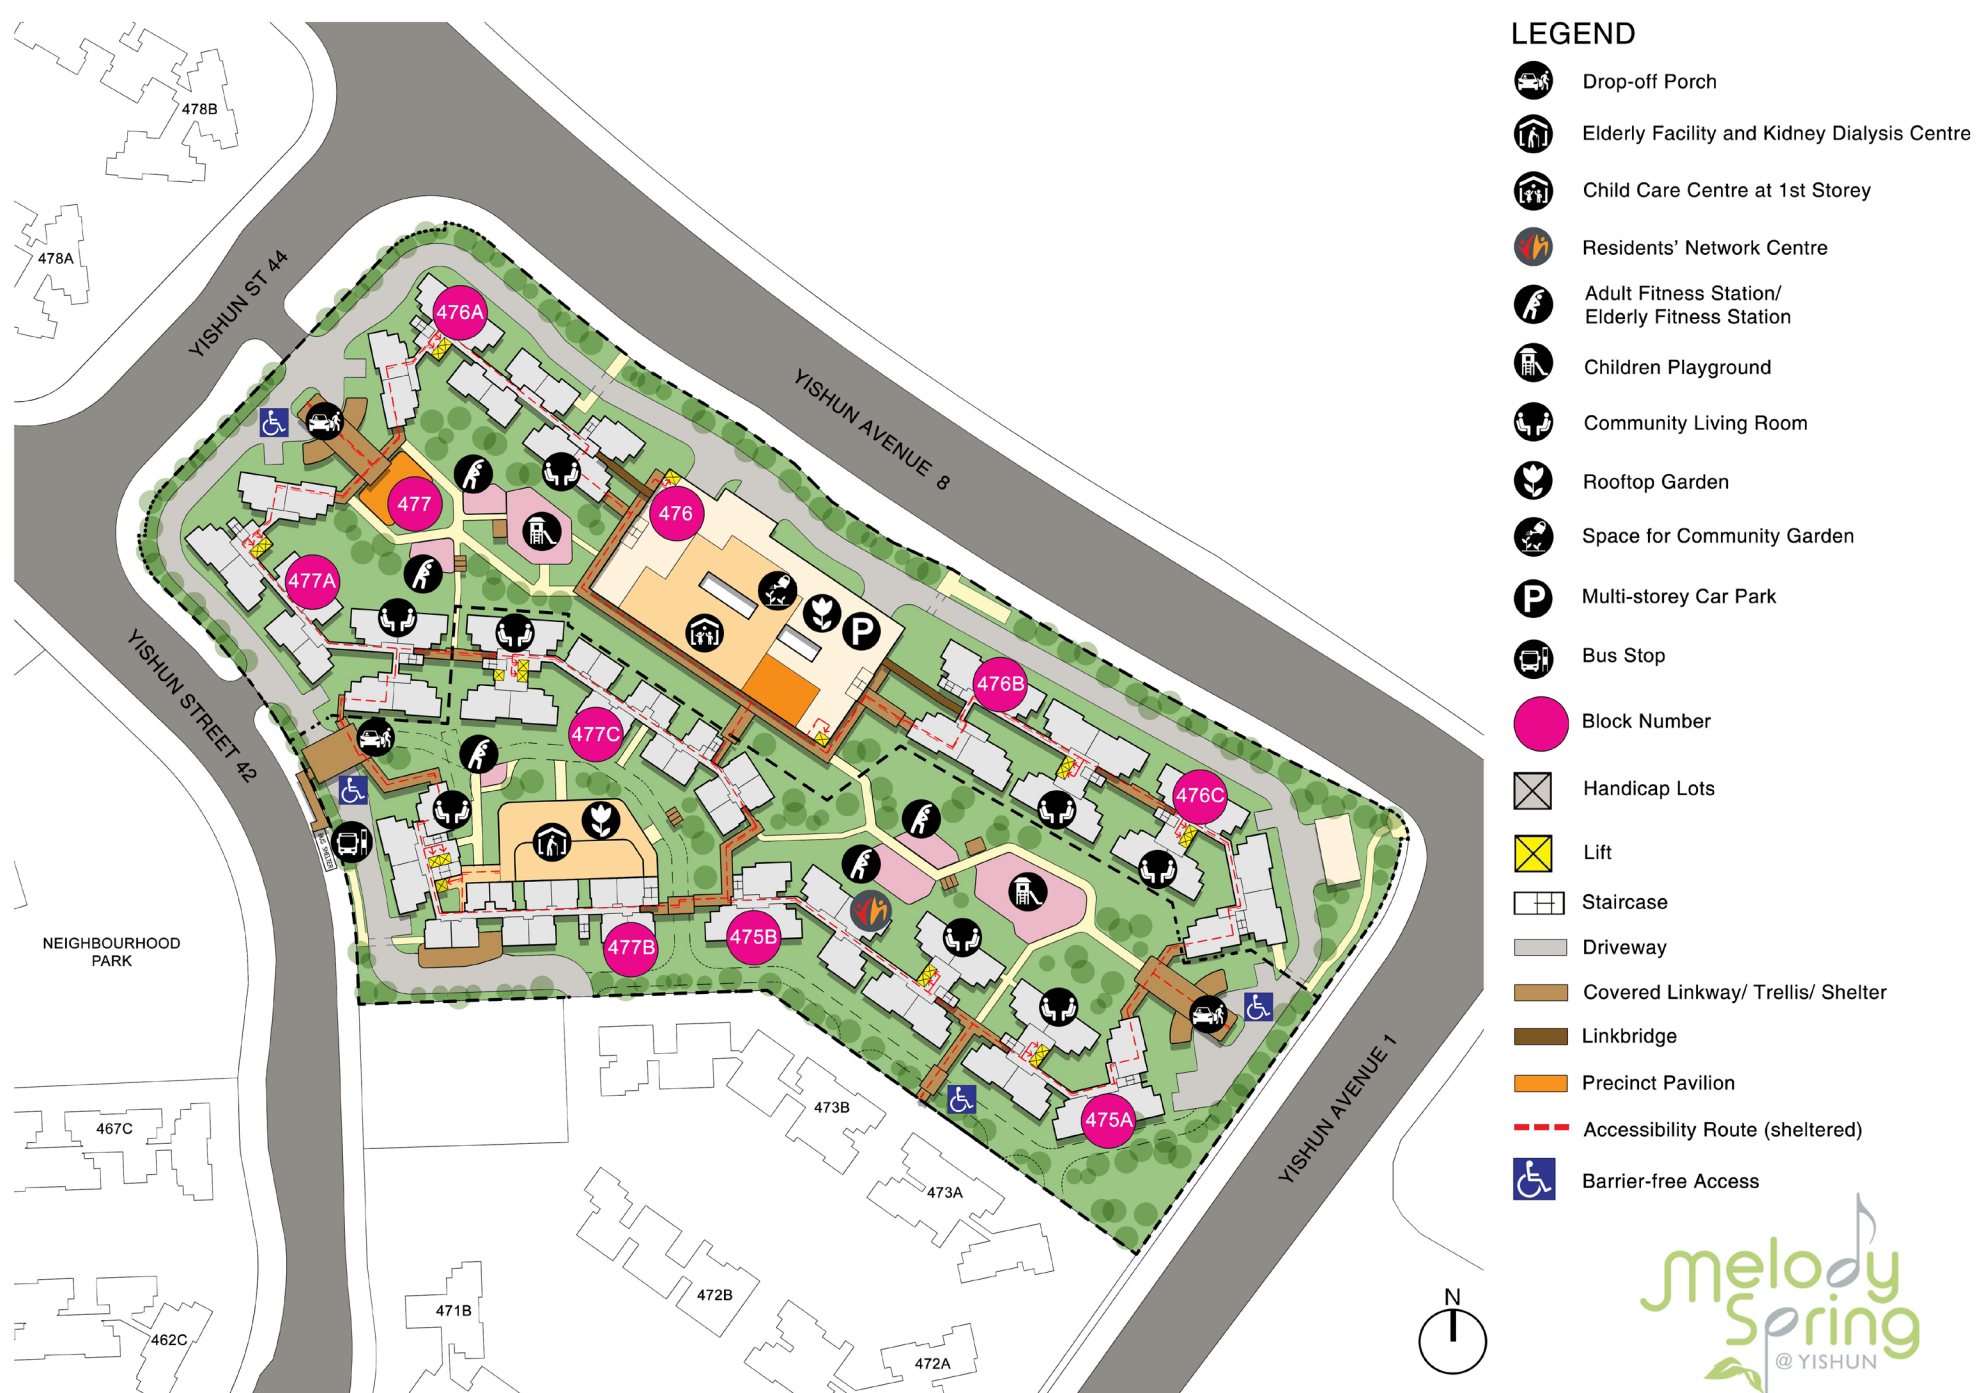 LEGEND
Drop-off Porch
Elderly Facility and Kidney Dialysis Centre
Child Care Centre at 1st Storey
Residents' Network Centre
Adult Fitness Station/
Elderly Fitness Station
Children Playground
Community Living Room
Rooftop Garden
Space for Community Garden
P
Multi-storey Car Park
Bus Stop
Block Number
Handicap Lots
Lift
Staircase
Driveway
Covered Linkway/ Trellis/ Shelter
Linkbridge
Precinct Pavilion
Accessibility Route (sheltered)
Barrier-free Access
melody
Spring
@ YISHUN
N
478B
478A
YISHUN ST 44
476A
YISHUN AVENUE 8
477
476
477A
P
YISHUN STREET 42
476B
477C
476C
BUS SHELTER
477B
475B
NEIGHBOURHOOD
PARK
475A
YISHUN AVENUE 1
473B
467C
473A
472B
471B
462C
472A